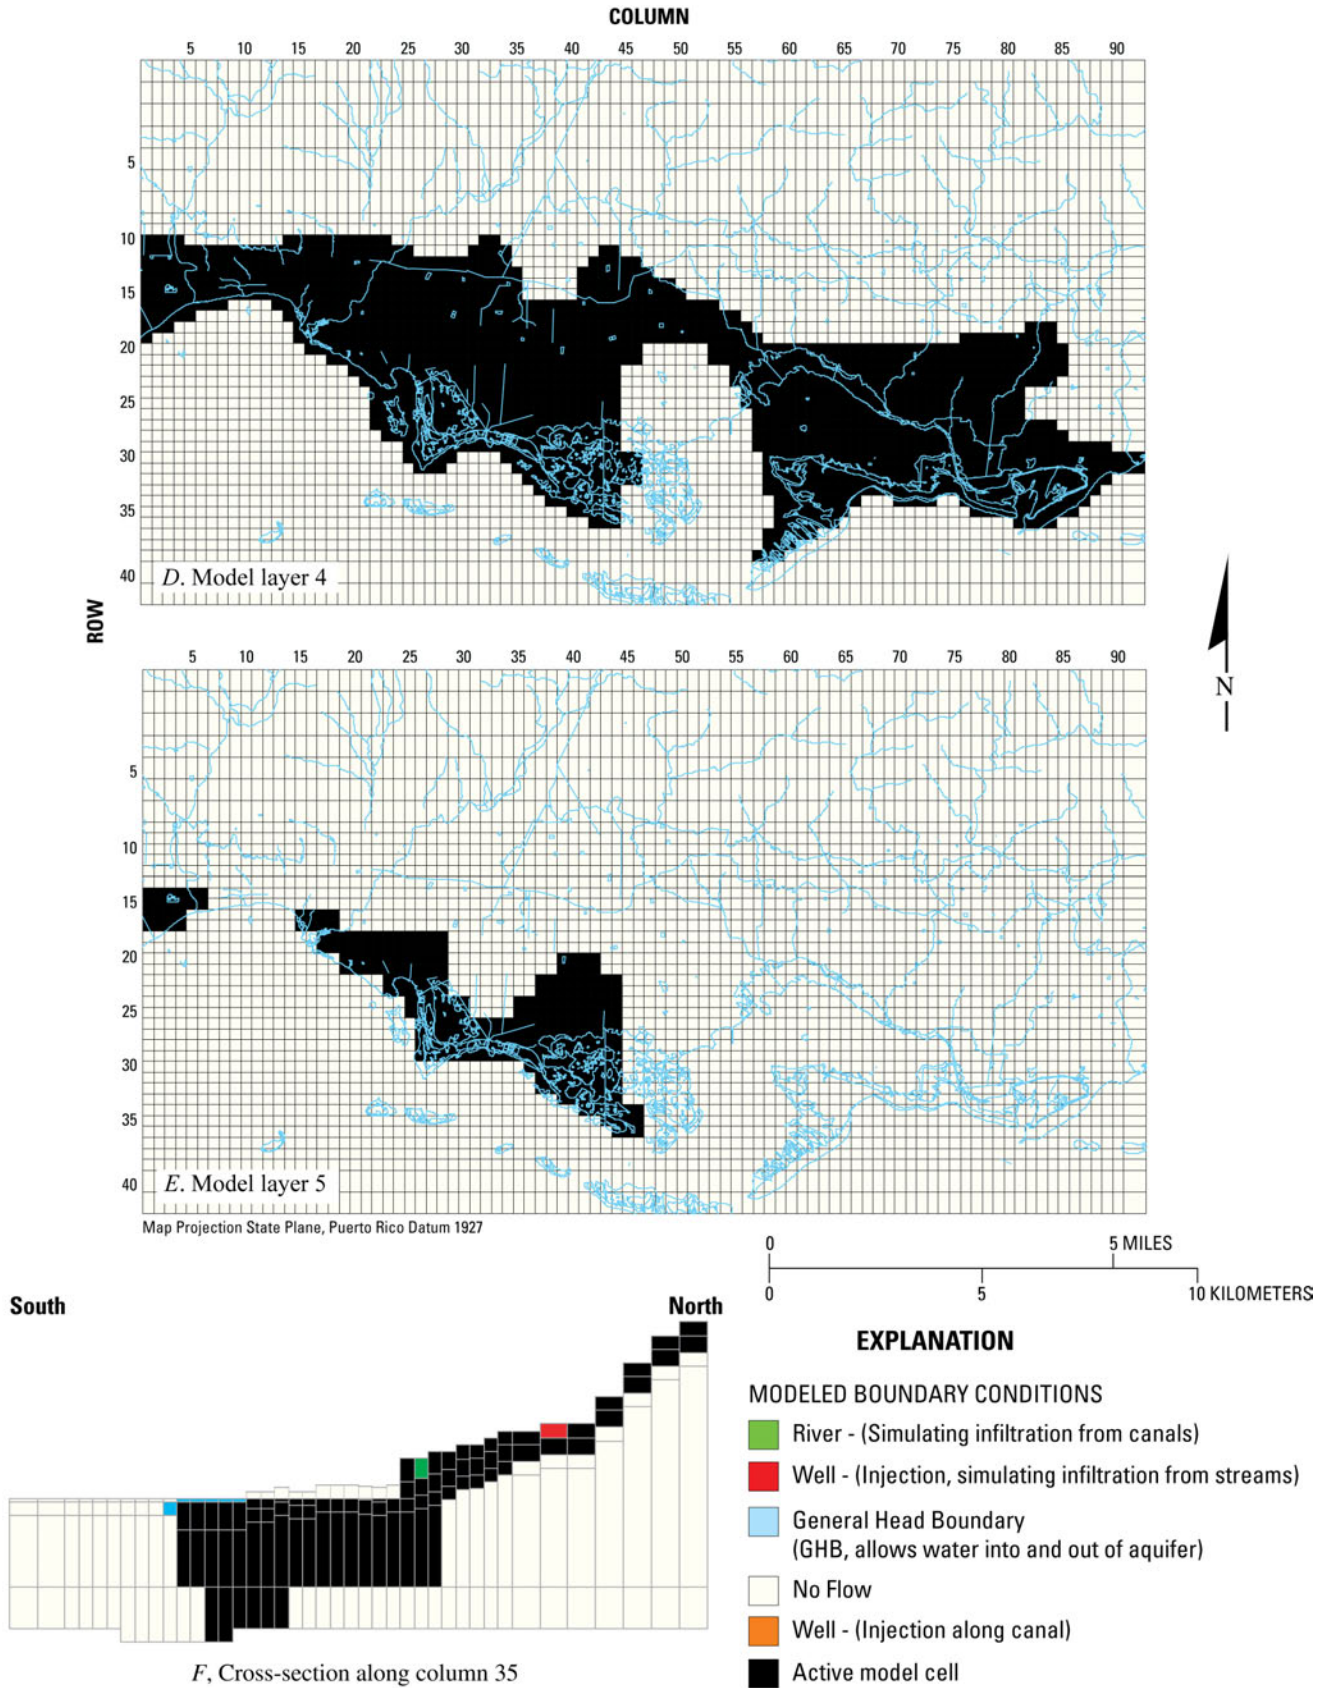 COLUMN
5 10 15 20 25 30 35 40 45 50 55 60 65 70 75 80 85 90
5
10
15
20
25
30
35
40
D. Model layer 4
ROW
N
5 10 15 20 25 30 35 40 45 50 55 60 65 70 75 80 85 90
5
10
15
20
25
30
35
40
E. Model layer 5
Map Projection State Plane, Puerto Rico Datum 1927
0 5 MILES
0 5 10 KILOMETERS
South North
F, Cross-section along column 35
EXPLANATION
MODELED BOUNDARY CONDITIONS
River - (Simulating infiltration from canals)
Well - (Injection, simulating infiltration from streams)
General Head Boundary
(GHB, allows water into and out of aquifer)
No Flow
Well - (Injection along canal)
Active model cell